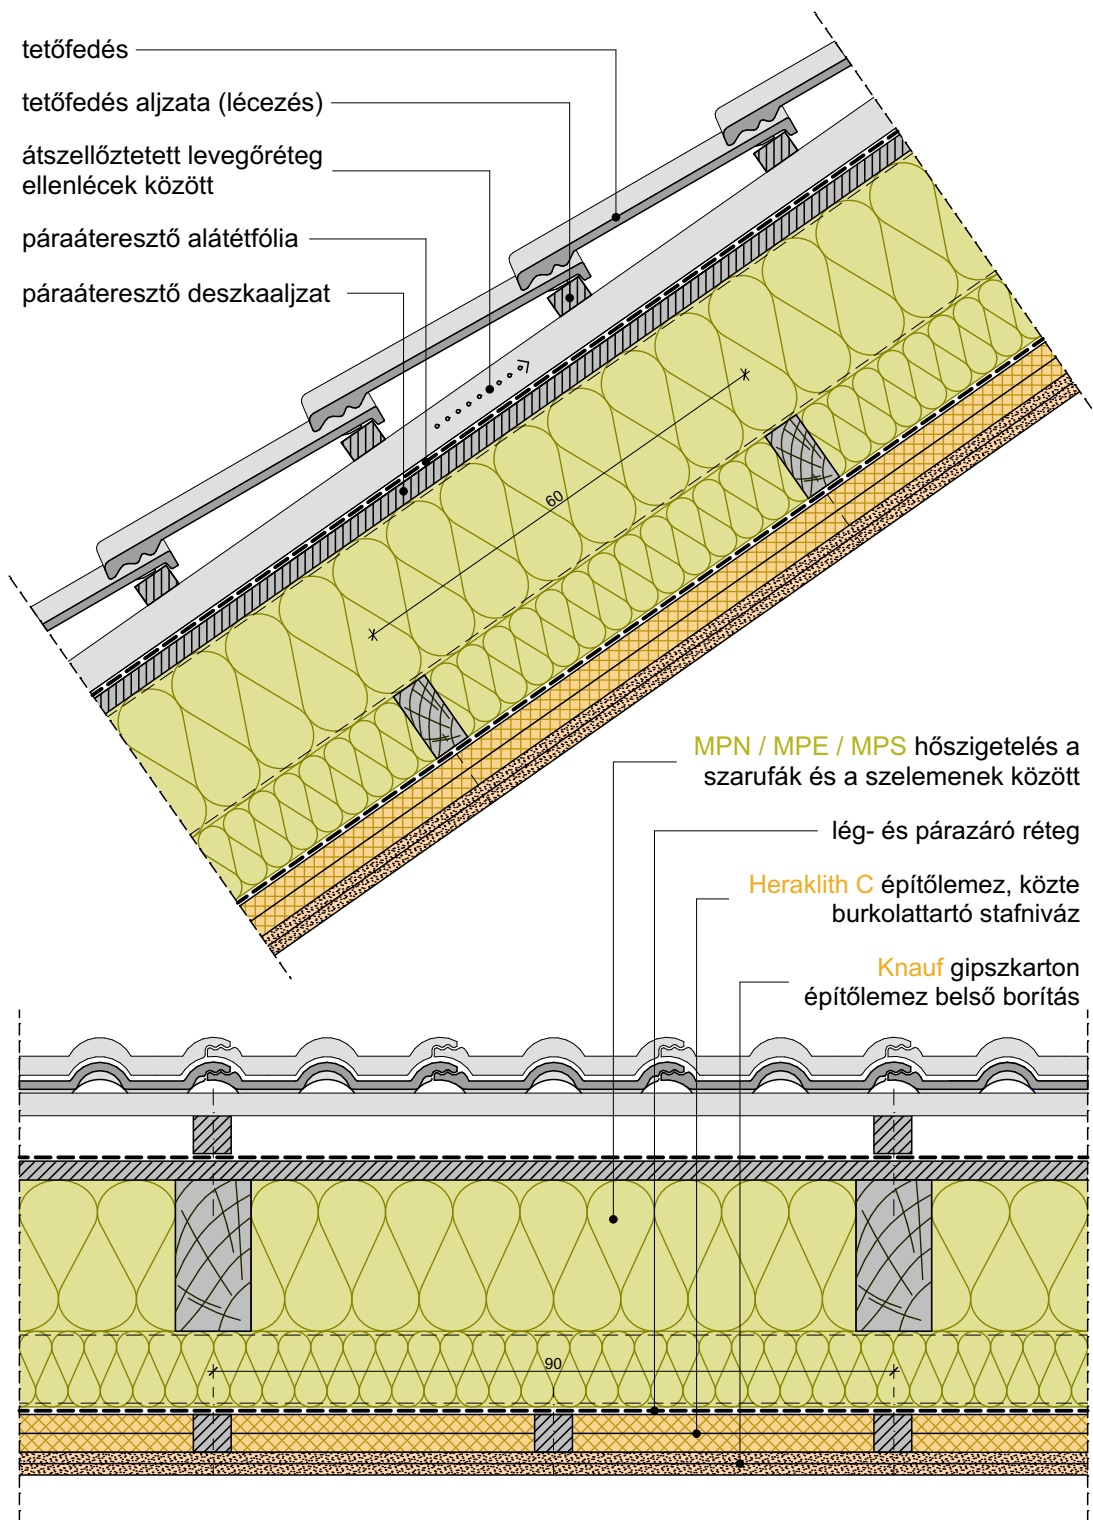 tetőfedés
tetőfedés aljzata (lécezés)
átszellőztetett levegőréteg
ellenlécek között
páraáteresztő alátétfólia
páraáteresztő deszkaaljzat
60
MPN / MPE / MPS hőszigetelés a
szarufák és a szelemenek között
lég- és párazáró réteg
Heraklith C építőlemez, közte
burkolattartó stafniváz
Knauf gipszkarton
építőlemez belső borítás
90